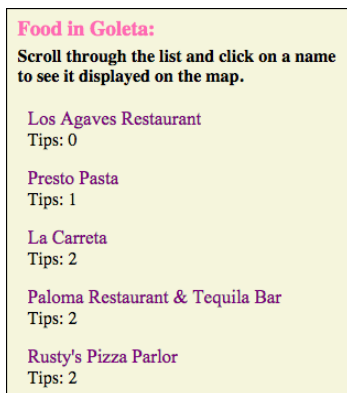 Food in Goleta:
Scroll through the list and click on a name
to see it displayed on the map.
Los Agaves Restaurant
Tips: 0
Presto Pasta
Tips: 1
La Carreta
Tips: 2
Paloma Restaurant & Tequila Bar
Tips: 2
Rusty's Pizza Parlor
Tips: 2